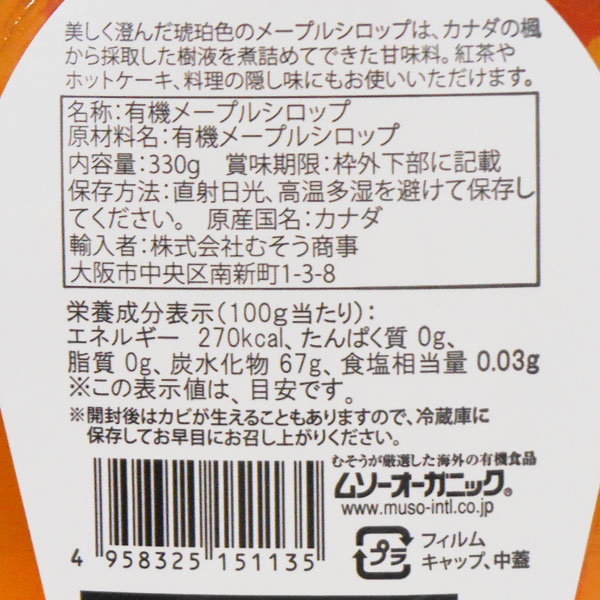 美しく澄んだ琥珀色のメープルシロップは、カナダの楓
から採取した樹液を煮詰めてできた甘味料。紅茶や
ホットケーキ、料理の隠し味にもお使いいただけます。
名称:有機メープルシロップ
原材料名:有機メープルシロップ
内容量:330g 賞味期限:枠外下部に記載
保存方法:直射日光、高温多湿を避けて保存し
てください。 原産国名:カナダ
輸入者:株式会社むそう商事
大阪市中央区南新町1-3-8
栄養成分表示(100g当たり):
エネルギー 270kcal、たんぱく質 0g、
脂質 0g、炭水化物 67g、食塩相当量 0.03g
※この表示値は、目安です。
※開封後はカビが生えることもありますので、冷蔵庫に
保存してお早目にお召し上がりください。
むそうが厳選した海外の有機食品
ムソーオーガニック®
www.muso-intl.co.jp
4 958325 151135
プラ
フィルム
キャップ、中蓋